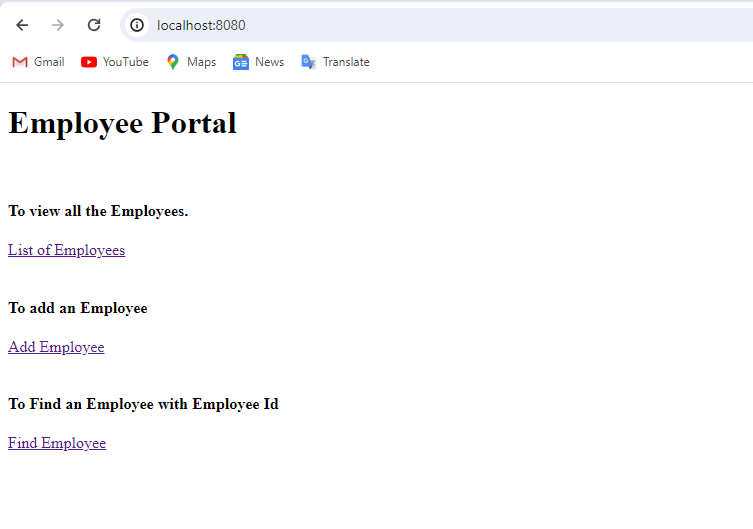 localhost:8080
Gmail YouTube Maps News Translate
Employee Portal
To view all the Employees.
List of Employees
To add an Employee
Add Employee
To Find an Employee with Employee Id
Find Employee